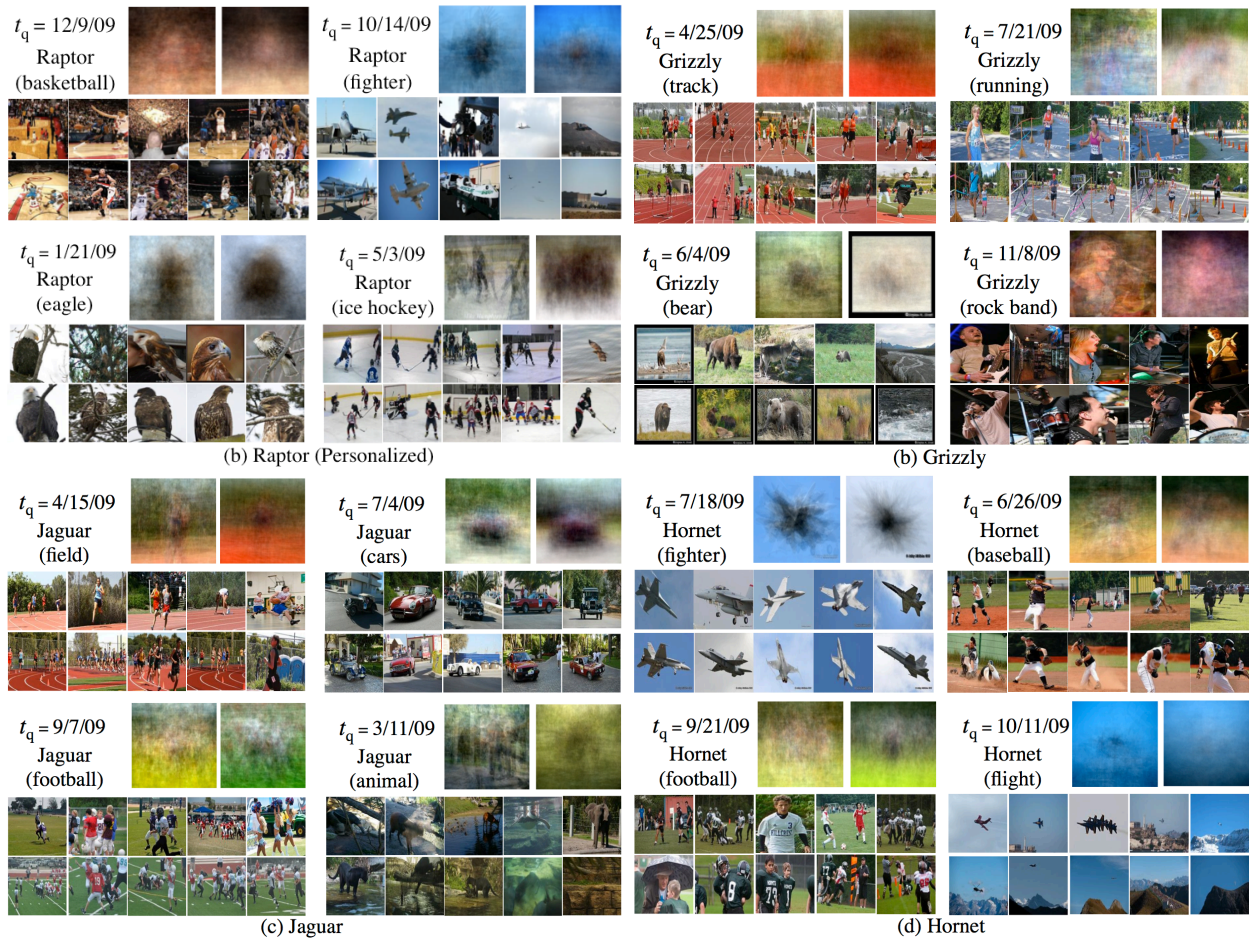 t_q = 12/9/09
Raptor
(basketball)
t_q = 10/14/09
Raptor
(fighter)
t_q = 1/21/09
Raptor
(eagle)
t_q = 5/3/09
Raptor
(ice hockey)
(b) Raptor (Personalized)
t_q = 4/25/09
Grizzly
(track)
t_q = 7/21/09
Grizzly
(running)
t_q = 6/4/09
Grizzly
(bear)
t_q = 11/8/09
Grizzly
(rock band)
(b) Grizzly
t_q = 4/15/09
Jaguar
(field)
t_q = 7/4/09
Jaguar
(cars)
t_q = 9/7/09
Jaguar
(football)
t_q = 3/11/09
Jaguar
(animal)
(c) Jaguar
t_q = 7/18/09
Hornet
(fighter)
t_q = 6/26/09
Hornet
(baseball)
t_q = 9/21/09
Hornet
(football)
8
73
t_q = 10/11/09
Hornet
(flight)
(d) Hornet